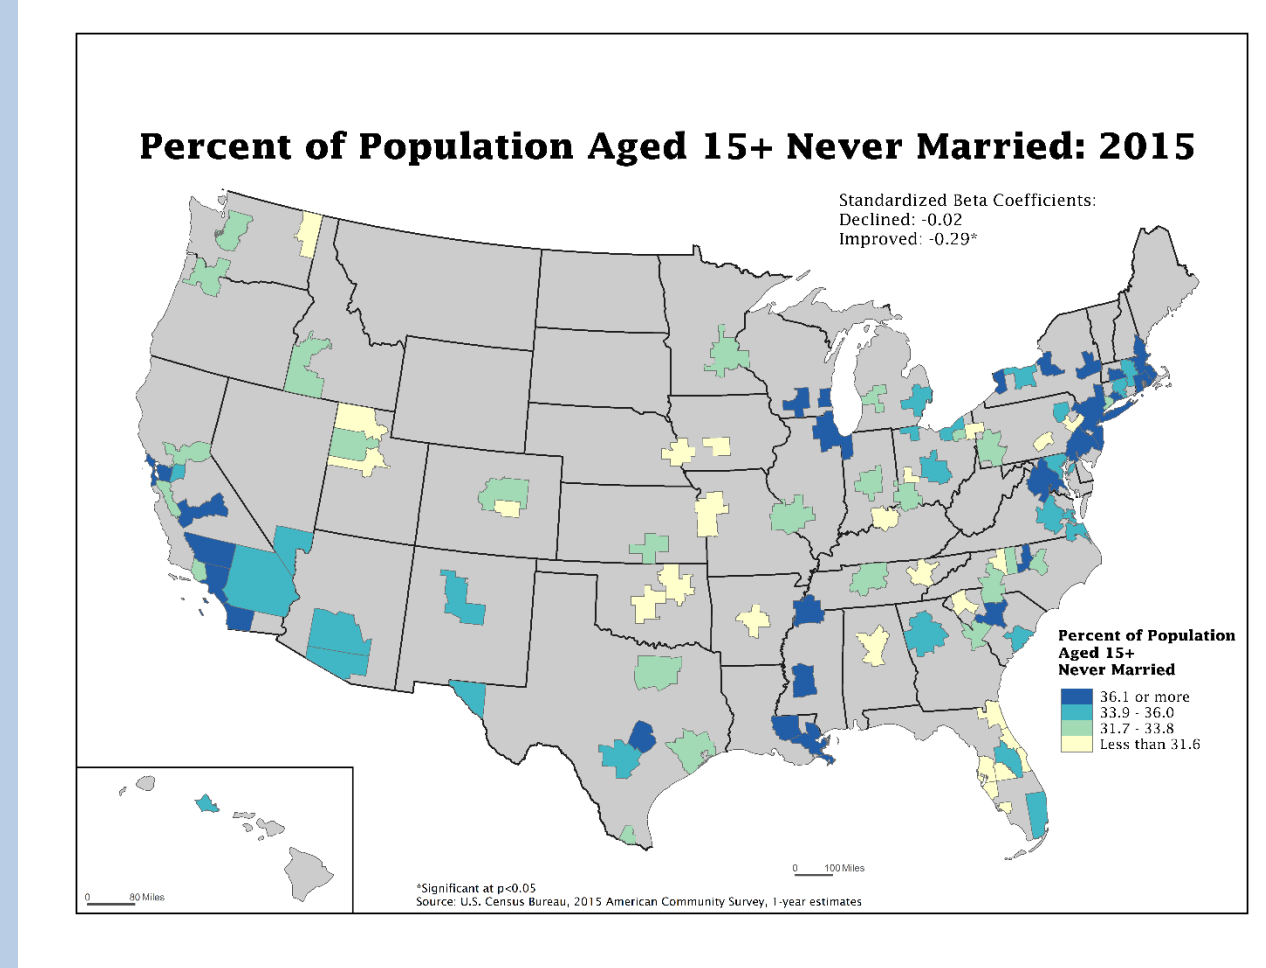 Percent of Population Aged 15+ Never Married: 2015
Standardized Beta Coefficients:
Declined: -0.02
Improved: -0.29*
Percent of Population
Aged 15+
Never Married
36.1 or more
33.9 - 36.0
31.7 - 33.8
Less than 31.6
0 100 Miles
0 80 Miles
*Significant at p<0.05
Source: U.S. Census Bureau, 2015 American Community Survey, 1-year estimates